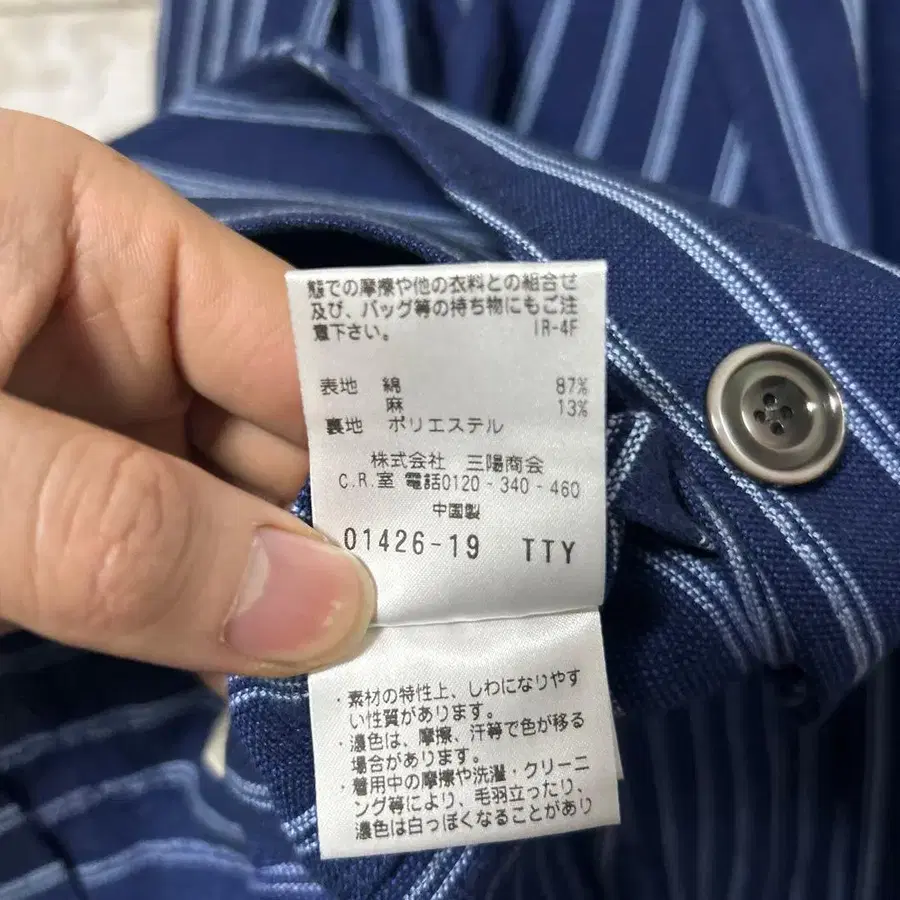 態での摩擦や他の衣料との組合せ
及び、バッグ等の持ち物にもご注
意下さい。 IR-4F
表地 綿 87%
麻 13%
裏地 ポリエステル
株式会社 三陽商会
C.R.室 電話0120-340-460
中国製
01426-19 TTY
・素材の特性上、しわになりやす
い性質があります。
・濃色は、摩擦、汗等で色が移る
場合があります。
・着用中の摩擦や洗濯・クリーニ
ング等により、毛羽立ったり、
濃色は白っぽくなることがあり